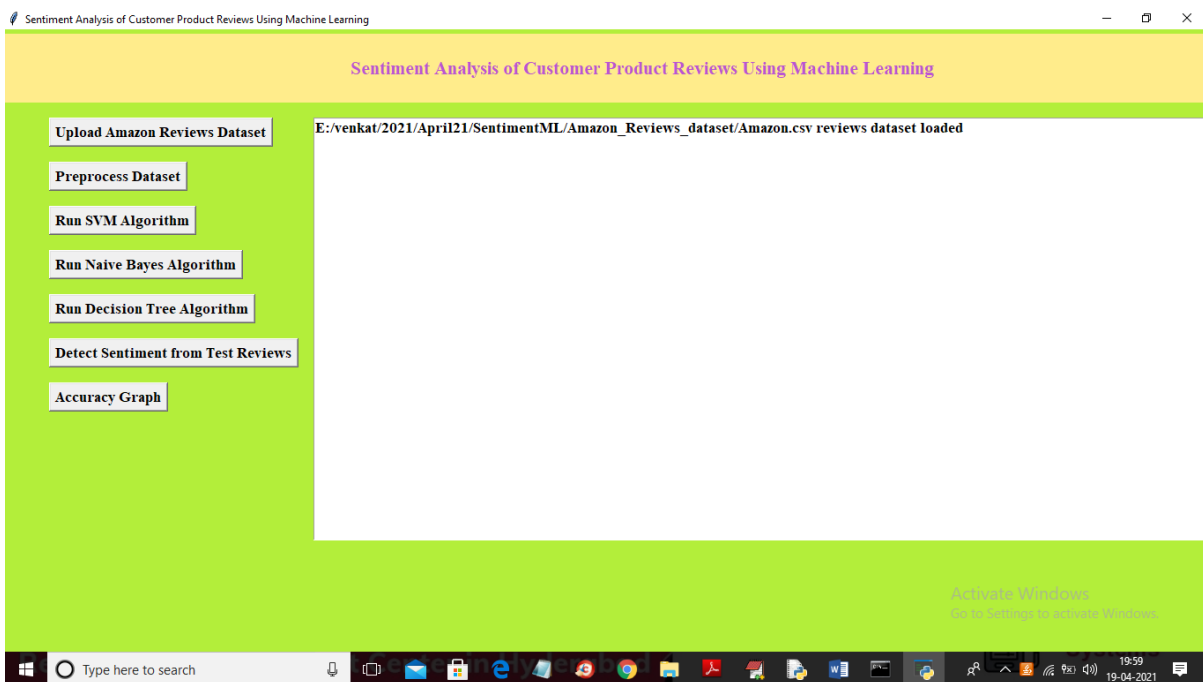 Sentiment Analysis of Customer Product Reviews Using Machine Learning
Sentiment Analysis of Customer Product Reviews Using Machine Learning
Upload Amazon Reviews Dataset
E:/venkat/2021/April21/SentimentML/Amazon_Reviews_dataset/Amazon.csv reviews dataset loaded
Preprocess Dataset
Run SVM Algorithm
Run Naive Bayes Algorithm
Run Decision Tree Algorithm
Detect Sentiment from Test Reviews
Accuracy Graph
Activate Windows
Go to Settings to activate Windows.
Type here to search
19:59
19-04-2021